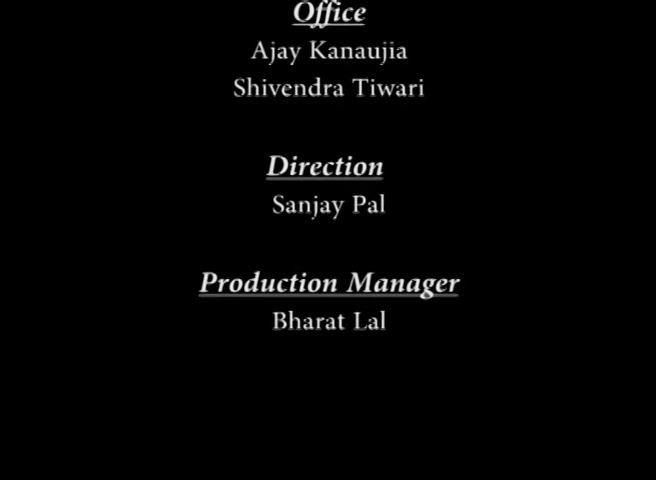 Office
Ajay Kanaujia
Shivendra Tiwari
Direction
Sanjay Pal
Production Manager
Bharat Lal